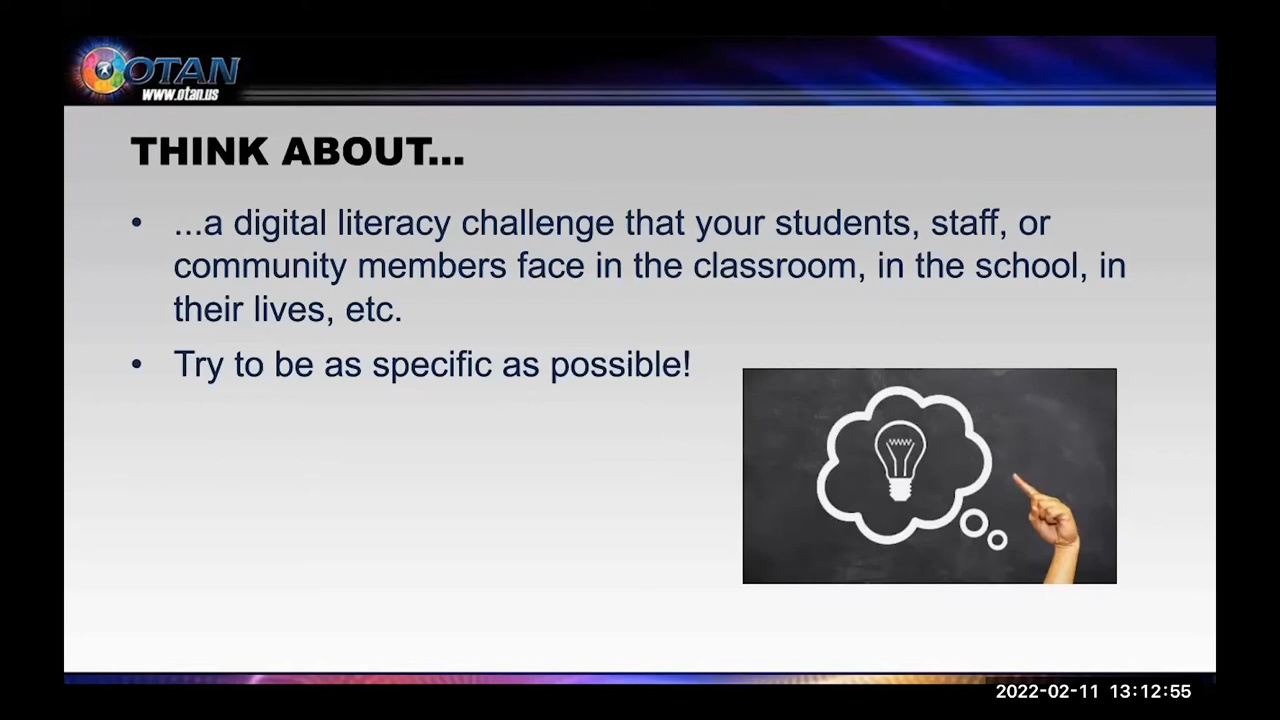 OTAN
www.otan.us
THINK ABOUT...
• ...a digital literacy challenge that your students, staff, or
community members face in the classroom, in the school, in
their lives, etc.
• Try to be as specific as possible!
2022-02-11 13:12:55